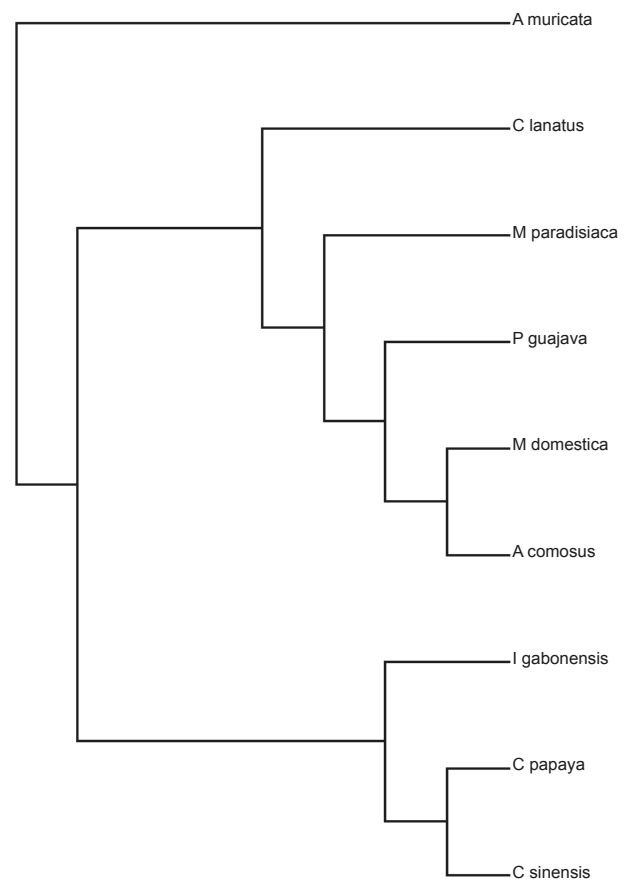 A muricata
C lanatus
M paradisiaca
P guajava
M domestica
A comosus
I gabonensis
C papaya
C sinensis